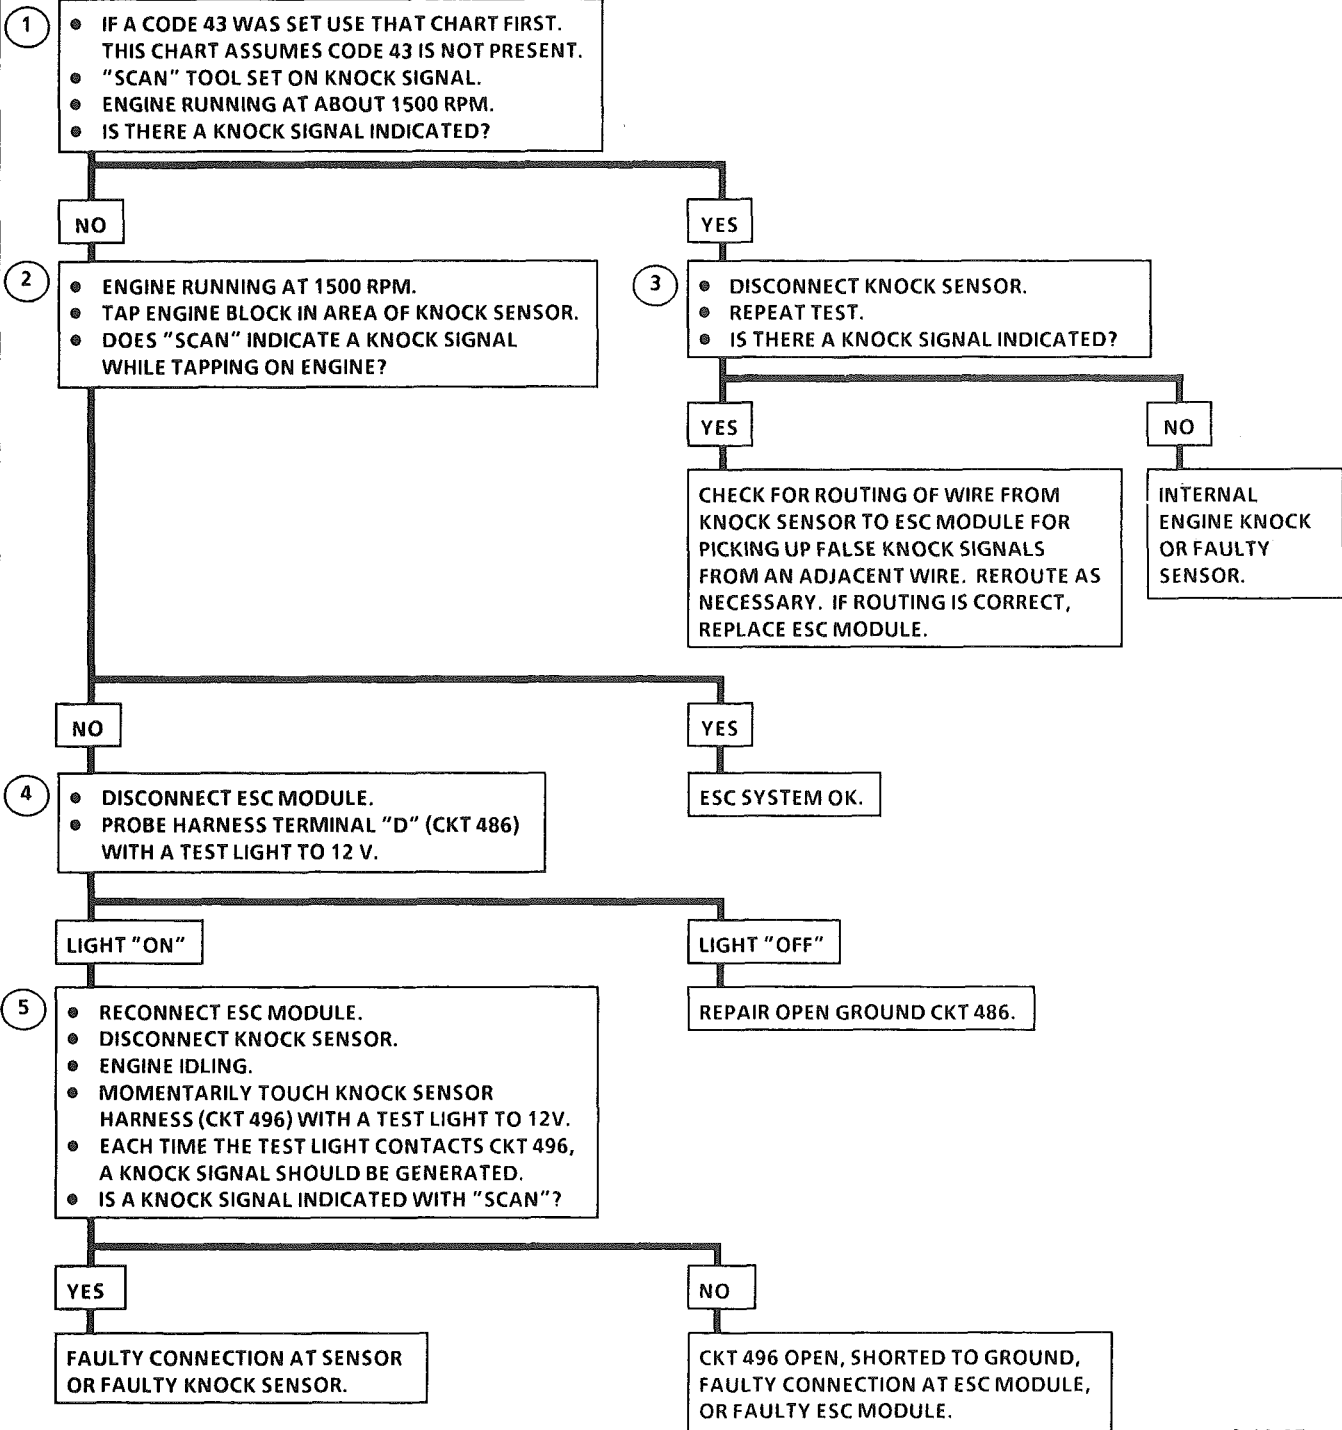 1
● IF A CODE 43 WAS SET USE THAT CHART FIRST.
THIS CHART ASSUMES CODE 43 IS NOT PRESENT.
● "SCAN" TOOL SET ON KNOCK SIGNAL.
● ENGINE RUNNING AT ABOUT 1500 RPM.
● IS THERE A KNOCK SIGNAL INDICATED?
NO
YES
2
● ENGINE RUNNING AT 1500 RPM.
● TAP ENGINE BLOCK IN AREA OF KNOCK SENSOR.
● DOES "SCAN" INDICATE A KNOCK SIGNAL
WHILE TAPPING ON ENGINE?
3
● DISCONNECT KNOCK SENSOR.
● REPEAT TEST.
● IS THERE A KNOCK SIGNAL INDICATED?
YES
NO
CHECK FOR ROUTING OF WIRE FROM
KNOCK SENSOR TO ESC MODULE FOR
PICKING UP FALSE KNOCK SIGNALS
FROM AN ADJACENT WIRE. REROUTE AS
NECESSARY. IF ROUTING IS CORRECT,
REPLACE ESC MODULE.
INTERNAL
ENGINE KNOCK
OR FAULTY
SENSOR.
NO
YES
4
● DISCONNECT ESC MODULE.
● PROBE HARNESS TERMINAL "D" (CKT 486)
WITH A TEST LIGHT TO 12 V.
ESC SYSTEM OK.
LIGHT "ON"
LIGHT "OFF"
5
● RECONNECT ESC MODULE.
● DISCONNECT KNOCK SENSOR.
● ENGINE IDLING.
● MOMENTARILY TOUCH KNOCK SENSOR
HARNESS (CKT 496) WITH A TEST LIGHT TO 12V.
● EACH TIME THE TEST LIGHT CONTACTS CKT 496,
A KNOCK SIGNAL SHOULD BE GENERATED.
● IS A KNOCK SIGNAL INDICATED WITH "SCAN"?
REPAIR OPEN GROUND CKT 486.
YES
NO
FAULTY CONNECTION AT SENSOR
OR FAULTY KNOCK SENSOR.
CKT 496 OPEN, SHORTED TO GROUND,
FAULTY CONNECTION AT ESC MODULE,
OR FAULTY ESC MODULE.